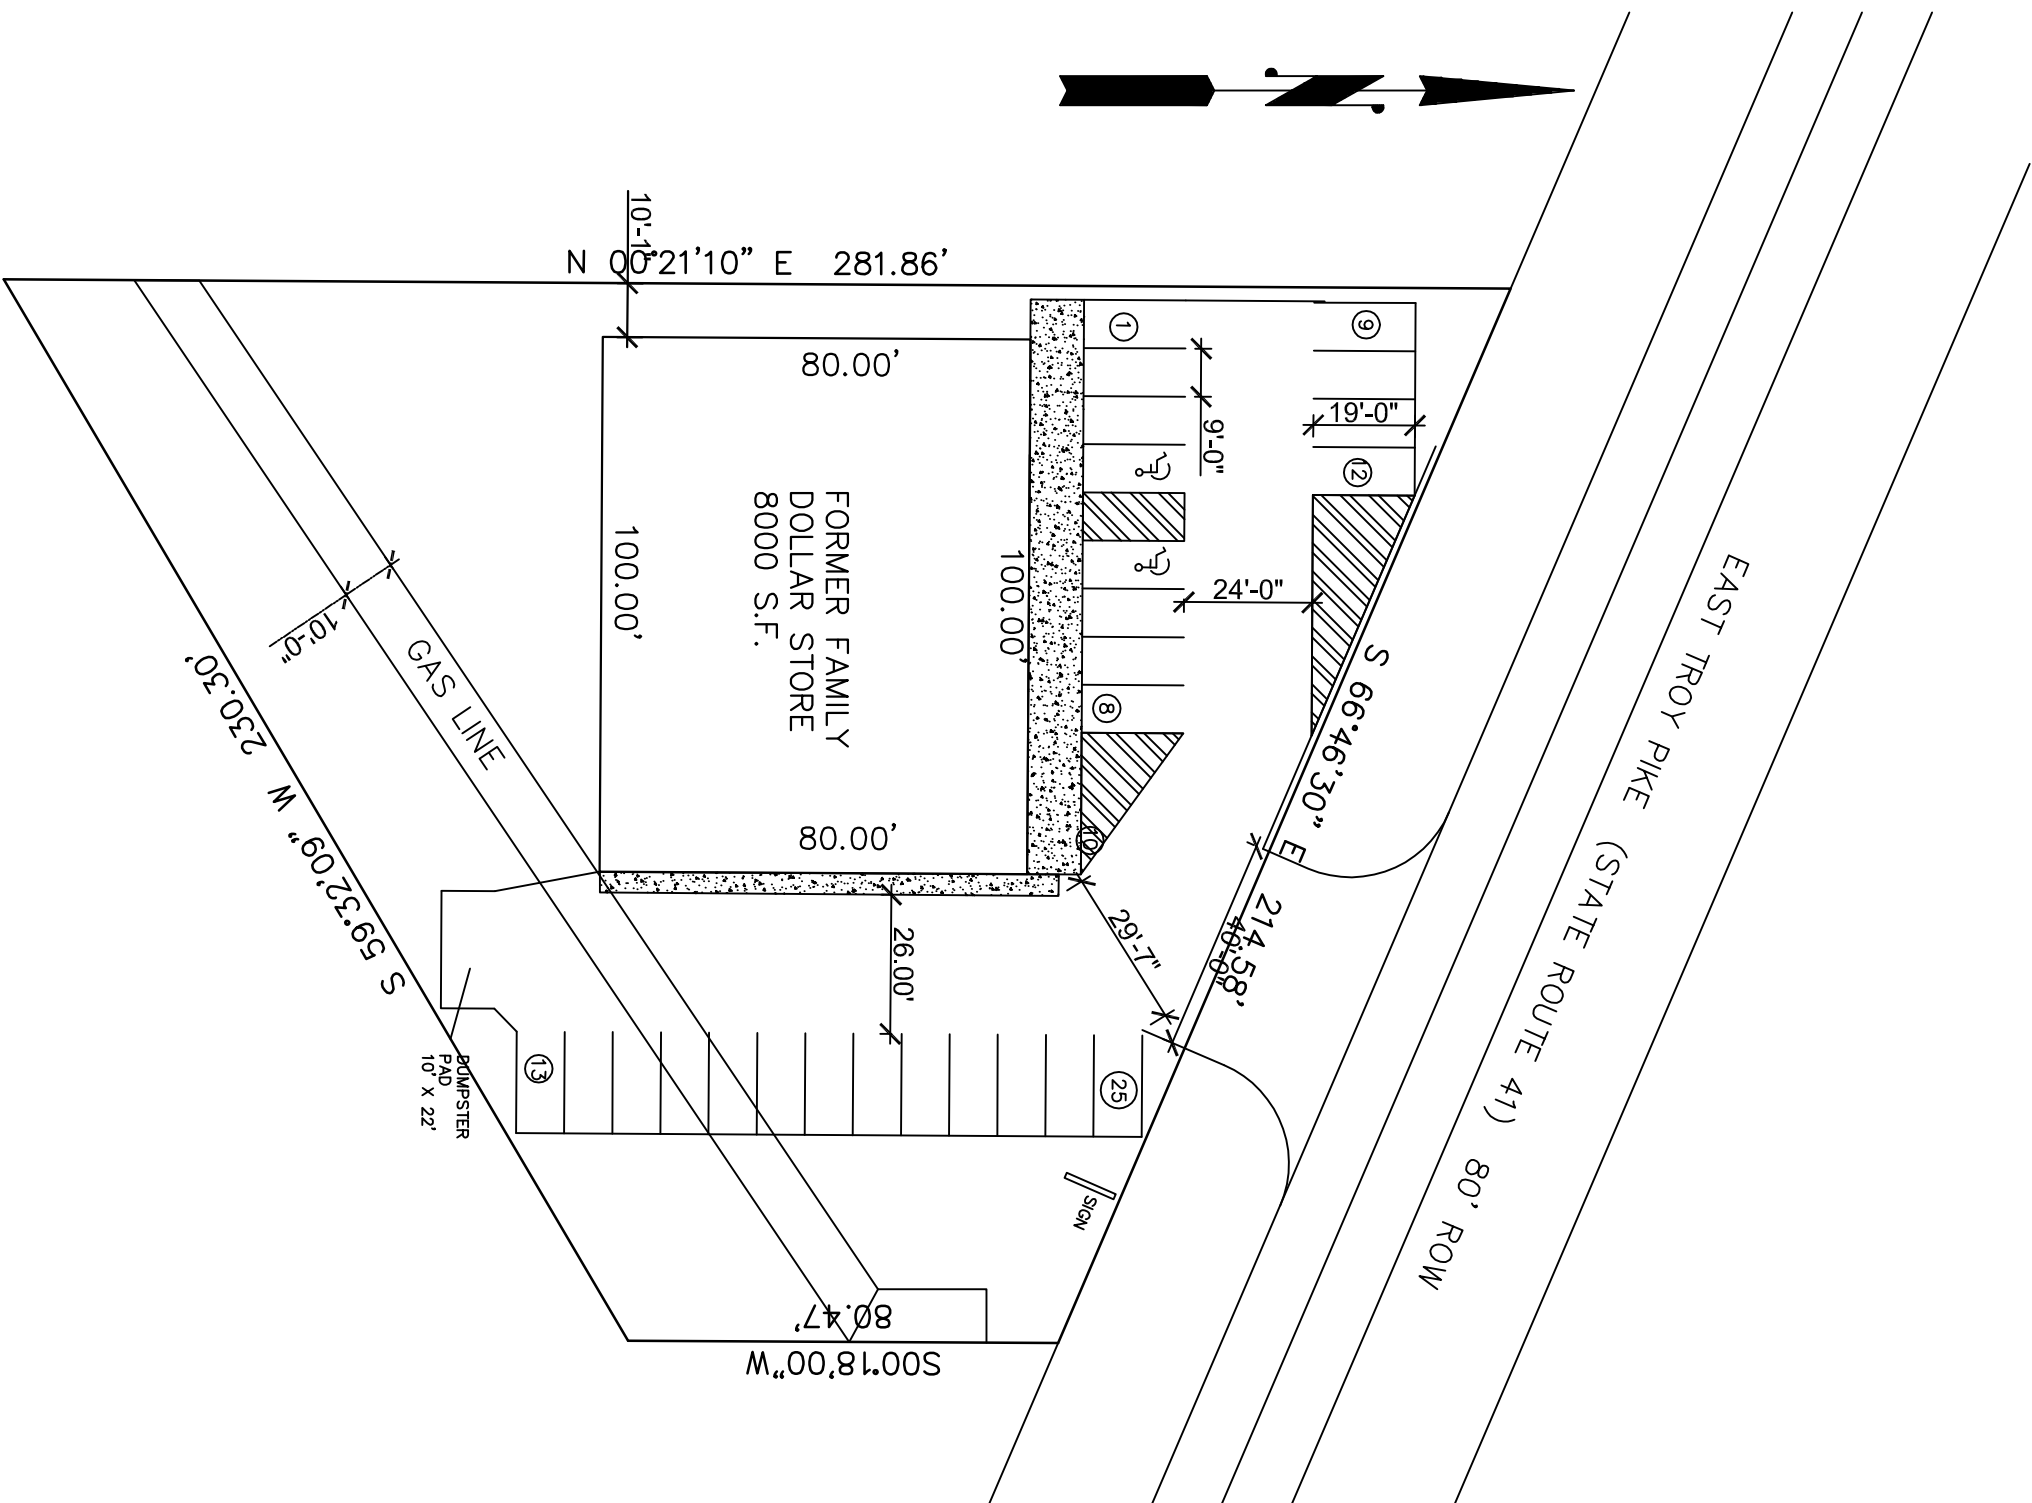 N 00°21'10" E 281.86'
10'-1"
80.00'
100.00'
100.00'
80.00'
FORMER FAMILY
DOLLAR STORE
8000 S.F.
1
8
9
12
10
13
25
9'-0"
19'-0"
24'-0"
29'-7"
26.00'
40'-0"
S 66°46'30" E 214.58'
EAST TROY PIKE (STATE ROUTE 41) 80' ROW
GAS LINE
10'-0"
S 59°32'09" W 230.30'
DUMPSTER
PAD
10' X 22'
SIGN
80.47'
S00°18'00"W